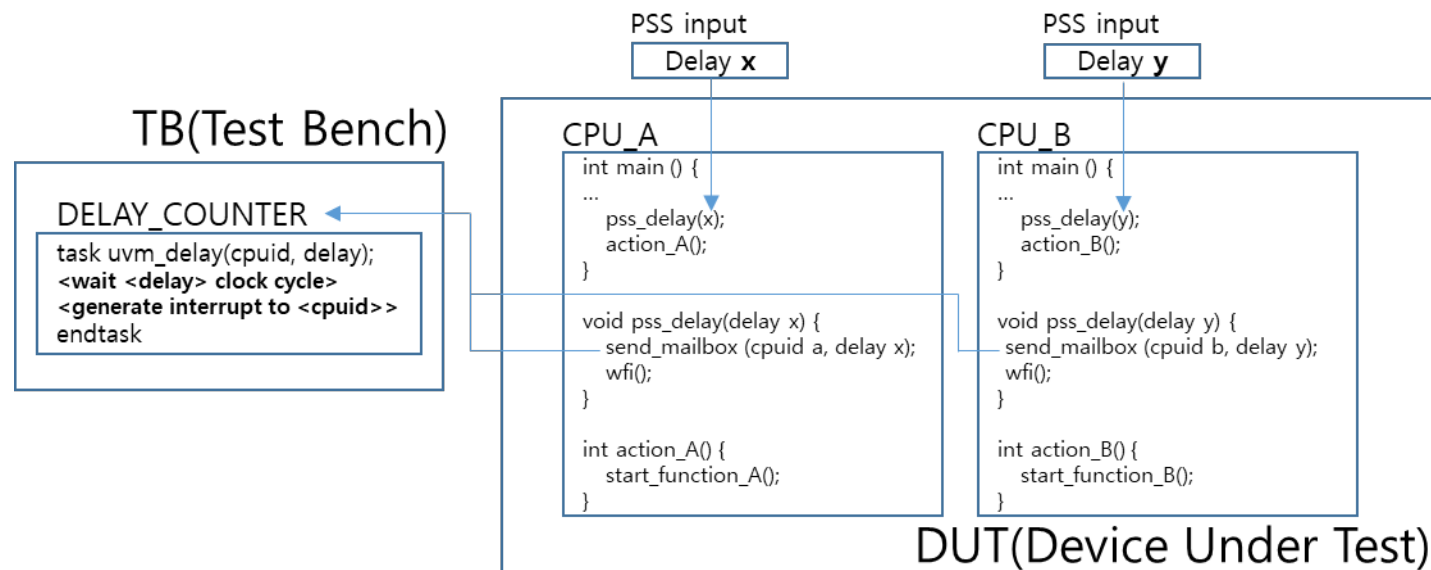 PSS input
Delay x
PSS input
Delay y
TB(Test Bench)
DELAY_COUNTER
task uvm_delay(cpuid, delay);
<wait <delay> clock cycle>
<generate interrupt to <cpuid>>
endtask
CPU_A
int main () {
...
pss_delay(x);
action_A();
}
void pss_delay(delay x) {
send_mailbox (cpuid a, delay x);
wfi();
}
int action_A() {
start_function_A();
}
CPU_B
int main () {
...
pss_delay(y);
action_B();
}
void pss_delay(delay y) {
send_mailbox (cpuid b, delay y);
wfi();
}
int action_B() {
start_function_B();
}
DUT(Device Under Test)